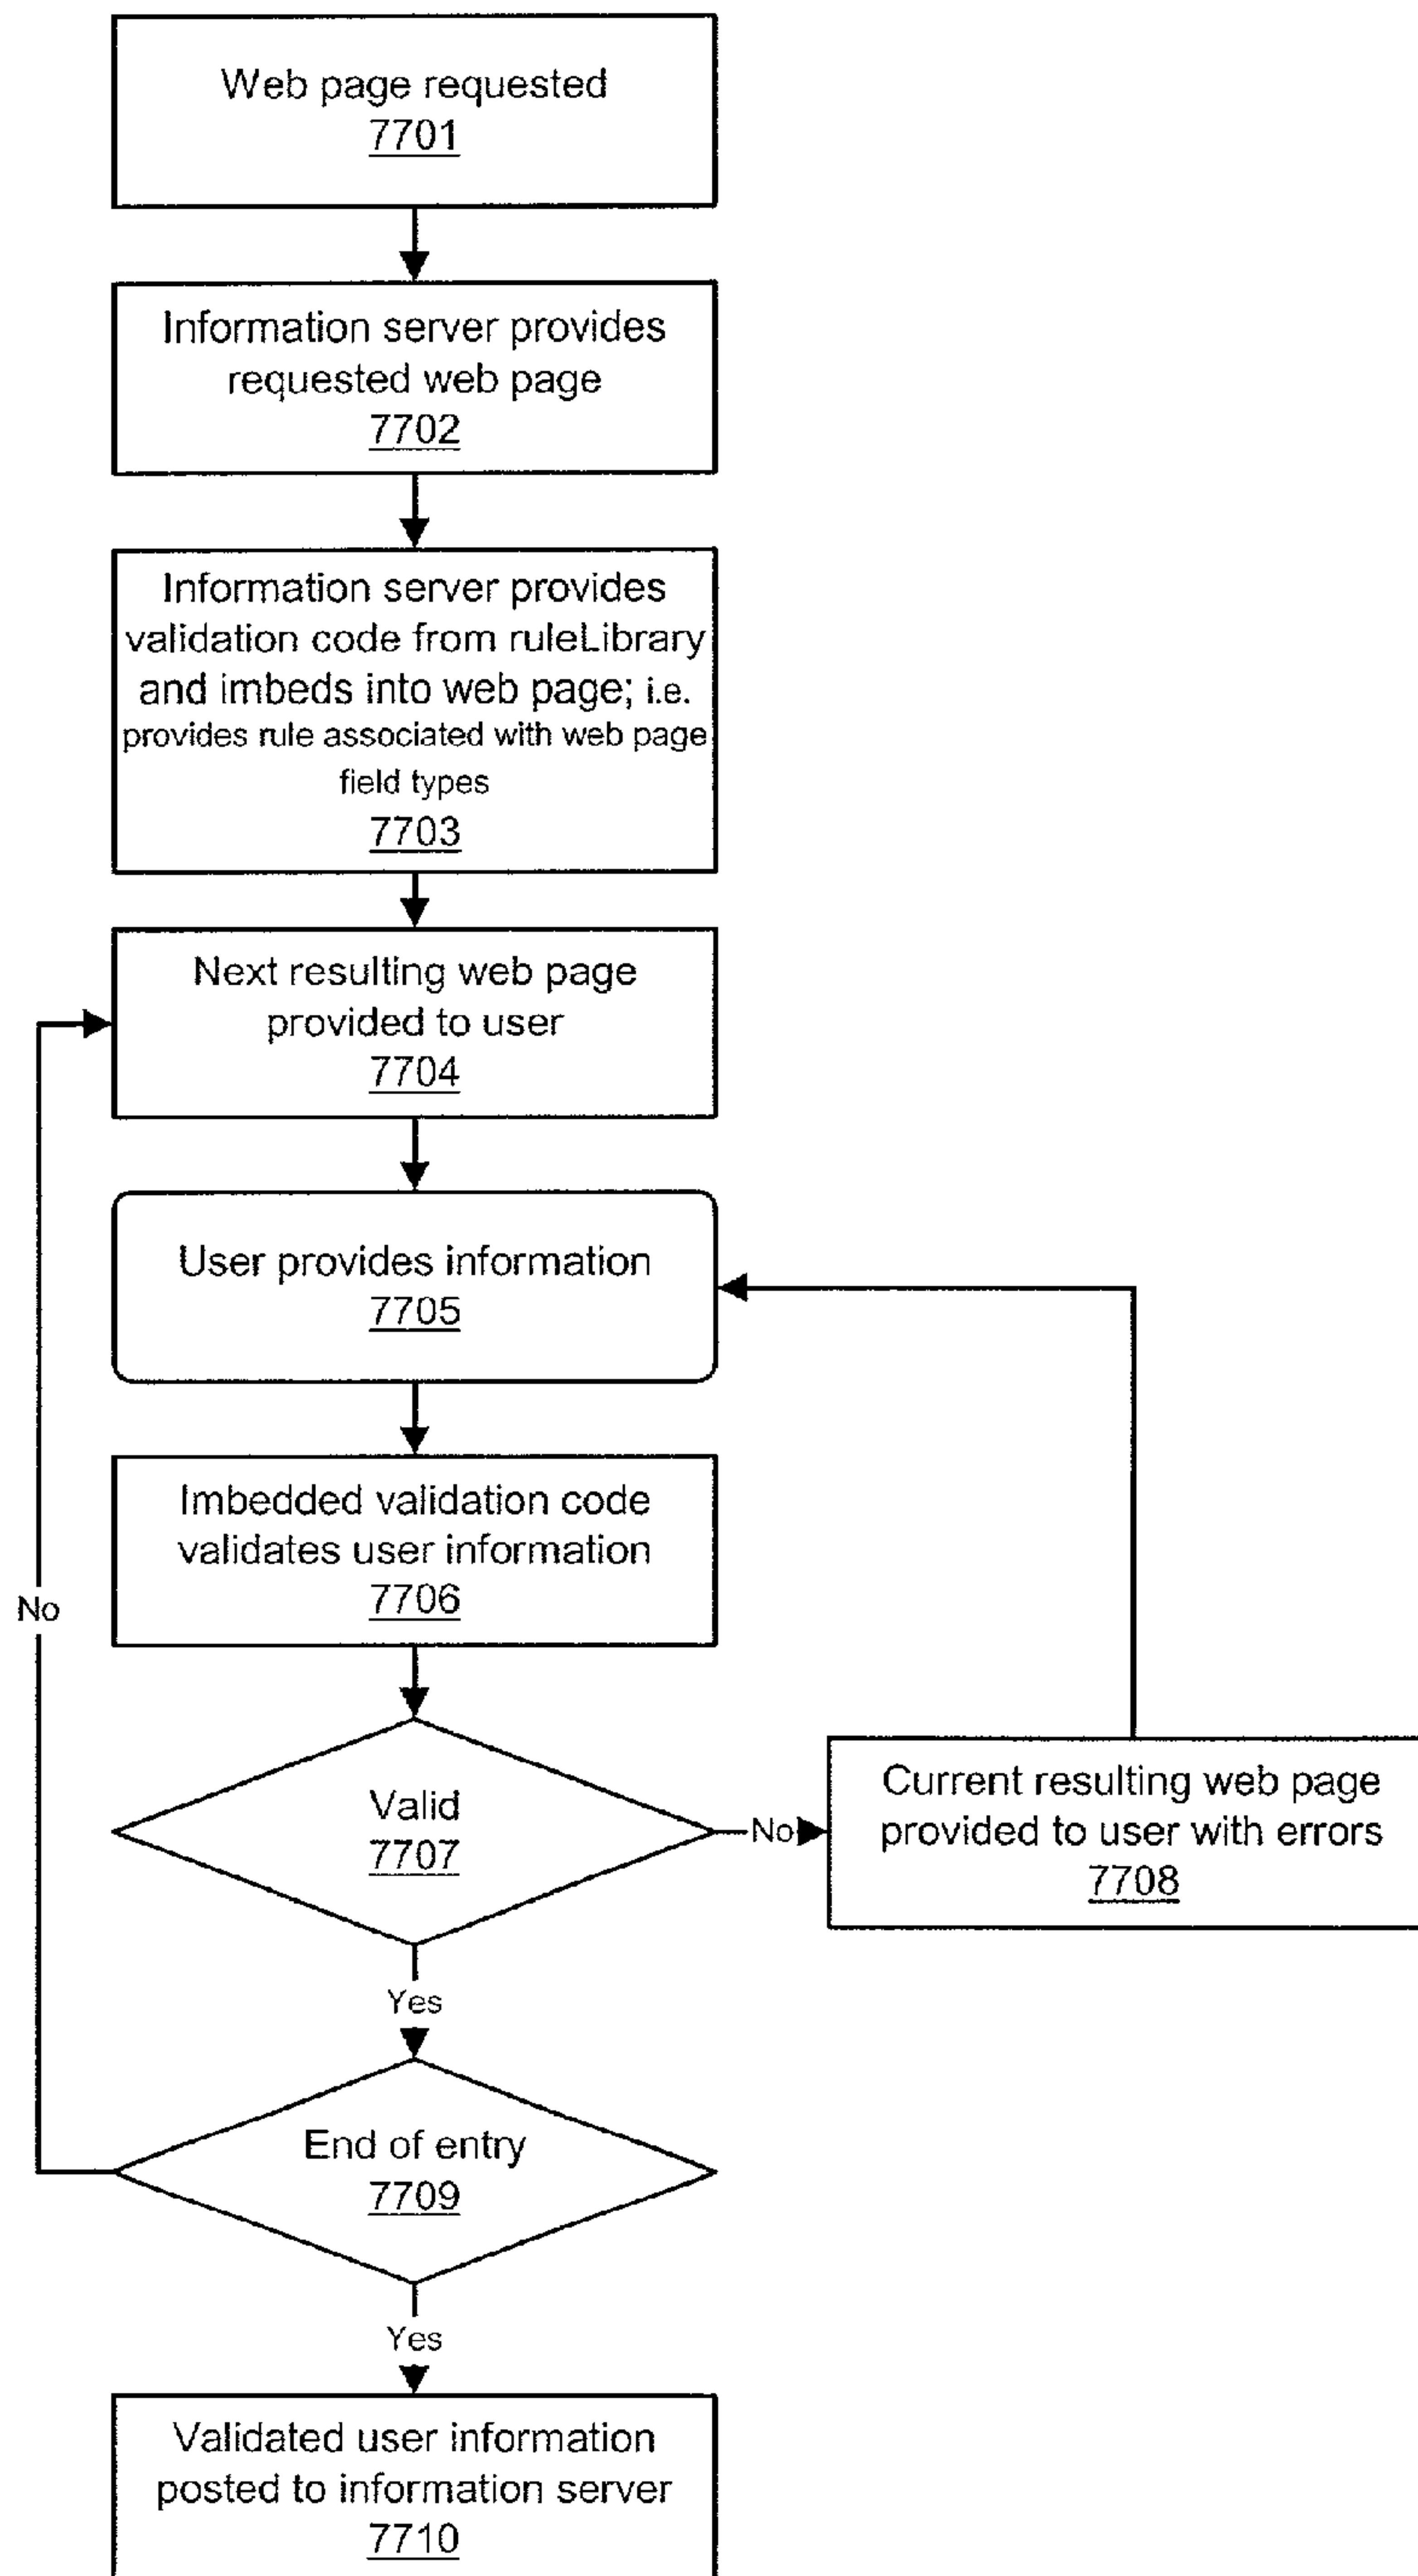 Web page requested
7701
Information server provides
requested web page
7702
Information server provides
validation code from ruleLibrary
and imbeds into web page; i.e.
provides rule associated with web page
field types
7703
Next resulting web page
provided to user
7704
User provides information
7705
Imbedded validation code
validates user information
7706
No
Valid
7707
No
Current resulting web page
provided to user with errors
7708
Yes
End of entry
7709
Yes
Validated user information
posted to information server
7710